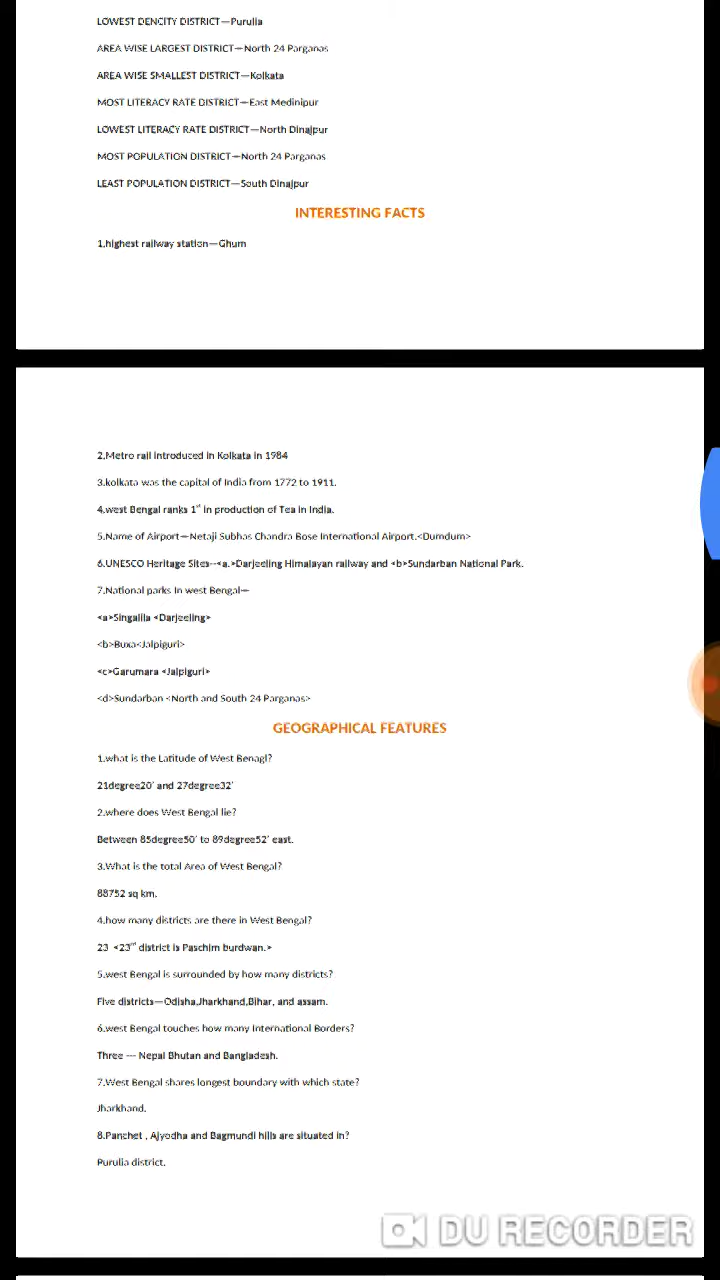 LOWEST DENCITY DISTRICT—Purulia
AREA WISE LARGEST DISTRICT—North 24 Parganas
AREA WISE SMALLEST DISTRICT—Kolkata
MOST LITERACY RATE DISTRICT—East Medinipur
LOWEST LITERACY RATE DISTRICT—North Dinajpur
MOST POPULATION DISTRICT—North 24 Parganas
LEAST POPULATION DISTRICT—South Dinajpur
INTERESTING FACTS
1.highest railway station—Ghum
2.Metro rail introduced in Kolkata in 1984
3.kolkata was the capital of India from 1772 to 1911.
4.west Bengal ranks 1st in production of Tea in India.
5.Name of Airport—Netaji Subhas Chandra Bose International Airport.<Dumdum>
6.UNESCO Heritage Sites--<a.>Darjeeling Himalayan railway and <b>Sundarban National Park.
7.National parks in west Bengal—
<a>Singalila <Darjeeling>
<b>Buxa<Jalpiguri>
<c>Garumara <Jalpiguri>
<d>Sundarban <North and South 24 Parganas>
GEOGRAPHICAL FEATURES
1.what is the Latitude of West Benagl?
21degree20' and 27degree32'
2.where does West Bengal lie?
Between 85degree50' to 89degree52' east.
3.What is the total Area of West Bengal?
88752 sq km.
4.how many districts are there in West Bengal?
23 <23rd district is Paschim burdwan.>
5.west Bengal is surrounded by how many districts?
Five districts—Odisha,Jharkhand,Bihar, and assam.
6.west Bengal touches how many International Borders?
Three --- Nepal Bhutan and Bangladesh.
7.West Bengal shares longest boundary with which state?
Jharkhand.
8.Panchet , Ajyodha and Bagmundi hills are situated in?
Purulia district.
DU RECORDER